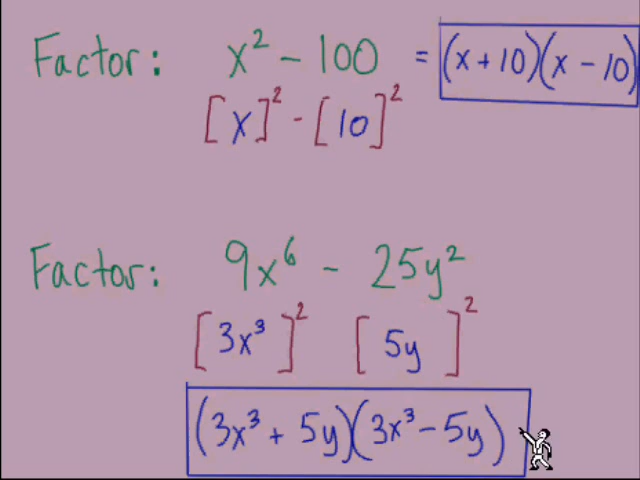 Factor: x² - 100 = (x + 10)(x - 10)
[x]² - [10]²
Factor: 9x⁶ - 25y²
[3x³]² [5y]²
(3x³ + 5y)(3x³ - 5y)